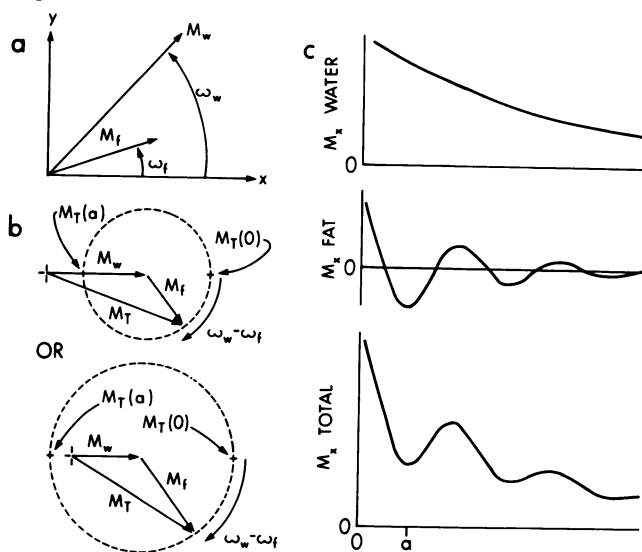 a
y
M_w
ω_w
M_f
ω_f
x
b
M_T(a)
M_w
M_T(0)
M_f
M_T
ω_w-ω_f
OR
M_T(a)
M_w
M_T(0)
M_f
M_T
ω_w-ω_f
c
M_x WATER
0
M_x FAT
0
M_x TOTAL
0
0 a